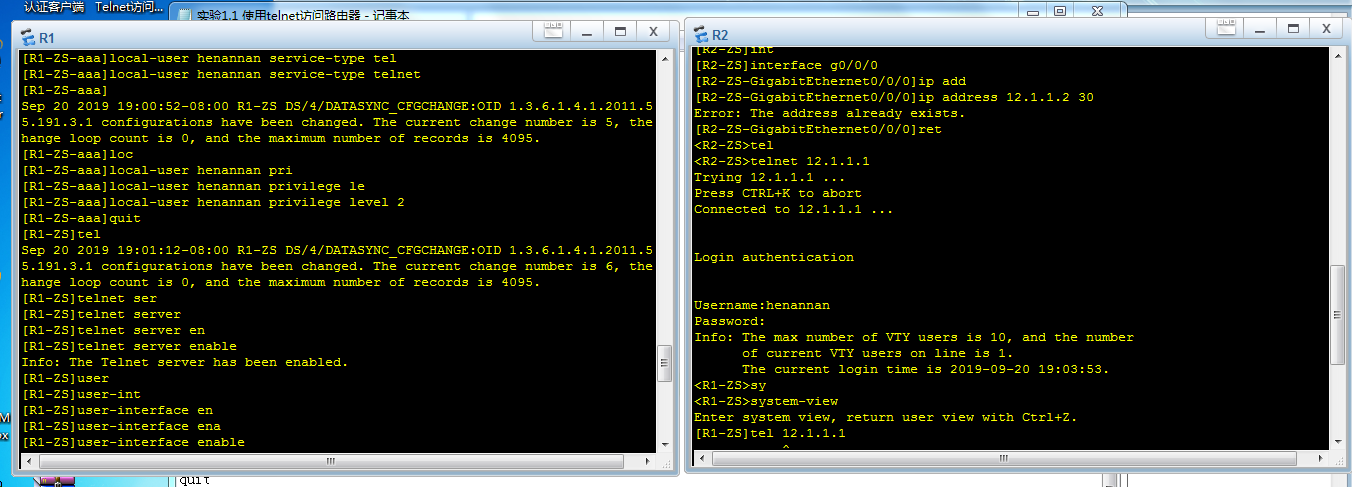 认证客户端 Telnet访问...
实验1.1 使用telnet访问路由器 - 记事本
R1
[R1-ZS-aaa]local-user henannan service-type tel
[R1-ZS-aaa]local-user henannan service-type telnet
[R1-ZS-aaa]
Sep 20 2019 19:00:52-08:00 R1-ZS DS/4/DATASYNC_CFGCHANGE:OID 1.3.6.1.4.1.2011.5
5.191.3.1 configurations have been changed. The current change number is 5, the
hange loop count is 0, and the maximum number of records is 4095.
[R1-ZS-aaa]loc
[R1-ZS-aaa]local-user henannan pri
[R1-ZS-aaa]local-user henannan privilege le
[R1-ZS-aaa]local-user henannan privilege level 2
[R1-ZS-aaa]quit
[R1-ZS]tel
Sep 20 2019 19:01:12-08:00 R1-ZS DS/4/DATASYNC_CFGCHANGE:OID 1.3.6.1.4.1.2011.5
5.191.3.1 configurations have been changed. The current change number is 6, the
hange loop count is 0, and the maximum number of records is 4095.
[R1-ZS]telnet ser
[R1-ZS]telnet server
[R1-ZS]telnet server en
[R1-ZS]telnet server enable
Info: The Telnet server has been enabled.
[R1-ZS]user
[R1-ZS]user-int
[R1-ZS]user-interface en
[R1-ZS]user-interface ena
[R1-ZS]user-interface enable
R2
[R2-ZS]int
[R2-ZS]interface g0/0/0
[R2-ZS-GigabitEthernet0/0/0]ip add
[R2-ZS-GigabitEthernet0/0/0]ip address 12.1.1.2 30
Error: The address already exists.
[R2-ZS-GigabitEthernet0/0/0]ret
<R2-ZS>tel
<R2-ZS>telnet 12.1.1.1
Trying 12.1.1.1 ...
Press CTRL+K to abort
Connected to 12.1.1.1 ...
Login authentication
Username:henannan
Password:
Info: The max number of VTY users is 10, and the number
of current VTY users on line is 1.
The current login time is 2019-09-20 19:03:53.
<R1-ZS>sy
<R1-ZS>system-view
Enter system view, return user view with Ctrl+Z.
[R1-ZS]tel 12.1.1.1
^
quit